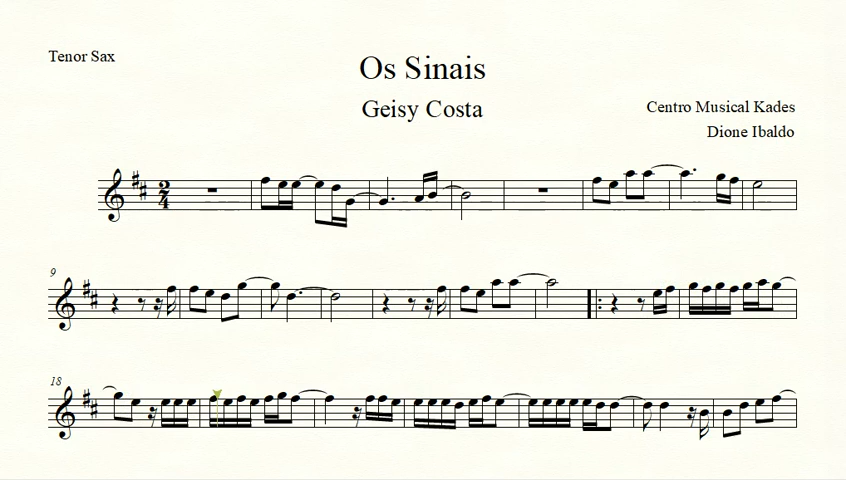 Tenor Sax
Os Sinais
Geisy Costa
Centro Musical Kades
Dione Ibaldo
2
4
9
18